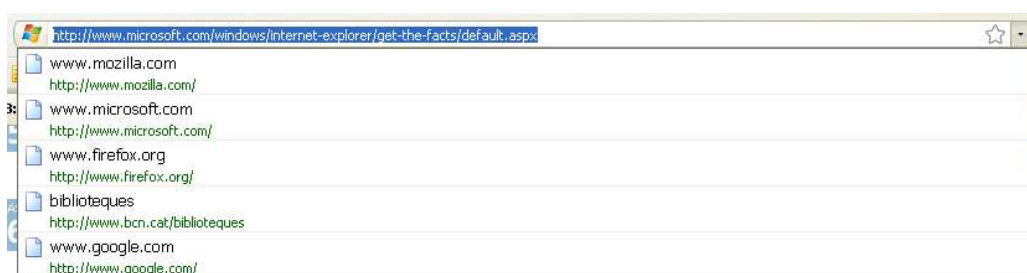 http://www.microsoft.com/windows/internet-explorer/get-the-facts/default.aspx
www.mozilla.com
http://www.mozilla.com/
www.microsoft.com
http://www.microsoft.com/
www.firefox.org
http://www.firefox.org/
biblioteques
http://www.bcn.cat/biblioteques
www.google.com
http://www.google.com/